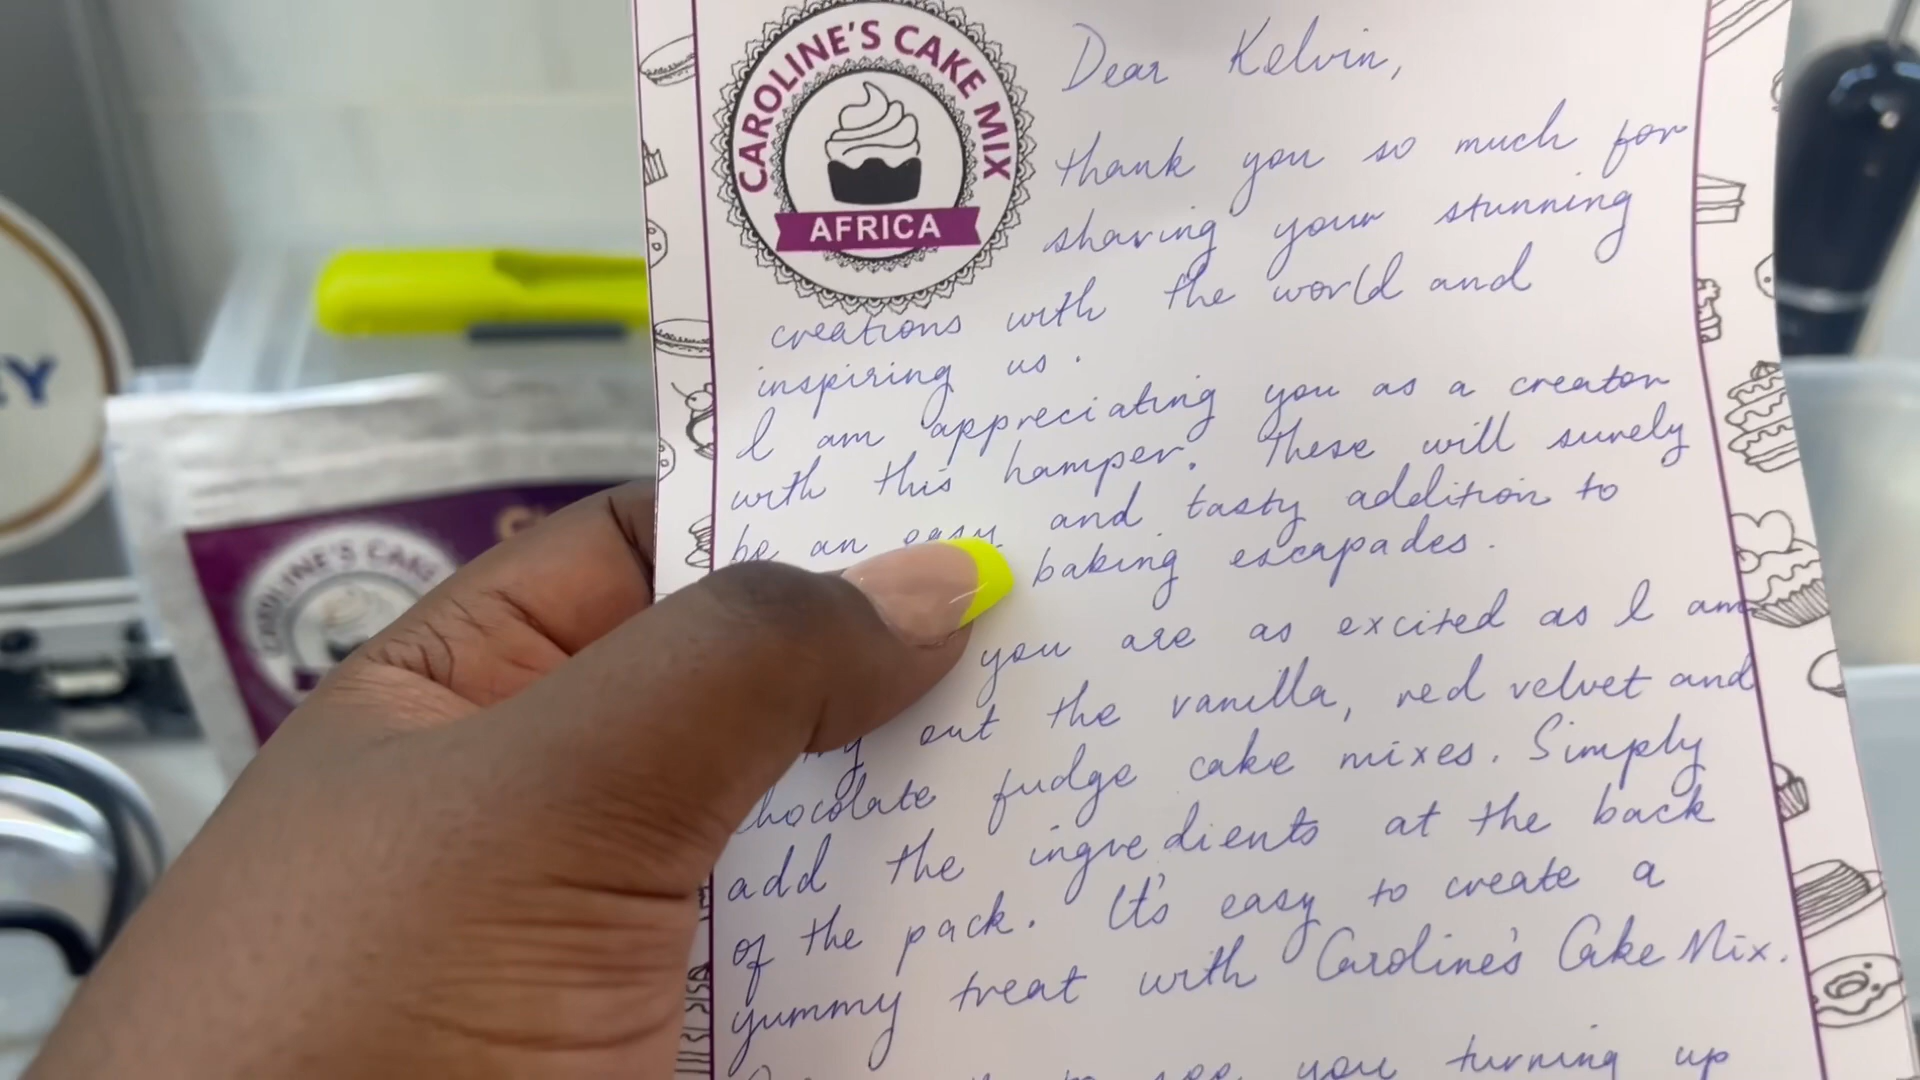 CAROLINE'S CAKE MIX
AFRICA
Dear Kelvin,
thank you so much for
sharing your stunning
creations with the world and
inspiring us.
I am appreciating you as a creator
with this hamper. These will surely
be an easy and tasty addition to
baking escapades.
you are as excited as I am
out the vanilla, red velvet and
chocolate fudge cake mixes. Simply
add the ingredients at the back
of the pack. It's easy to create a
yummy treat with Caroline's Cake Mix.
to see you turning up
CAROLINE'S CAKE